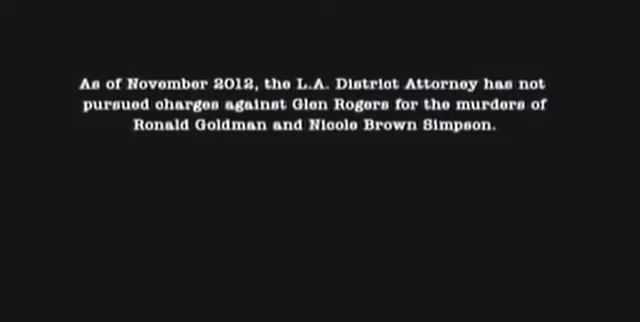 As of November 2012, the L.A. District Attorney has not
pursued charges against Glen Rogers for the murders of
Ronald Goldman and Nicole Brown Simpson.